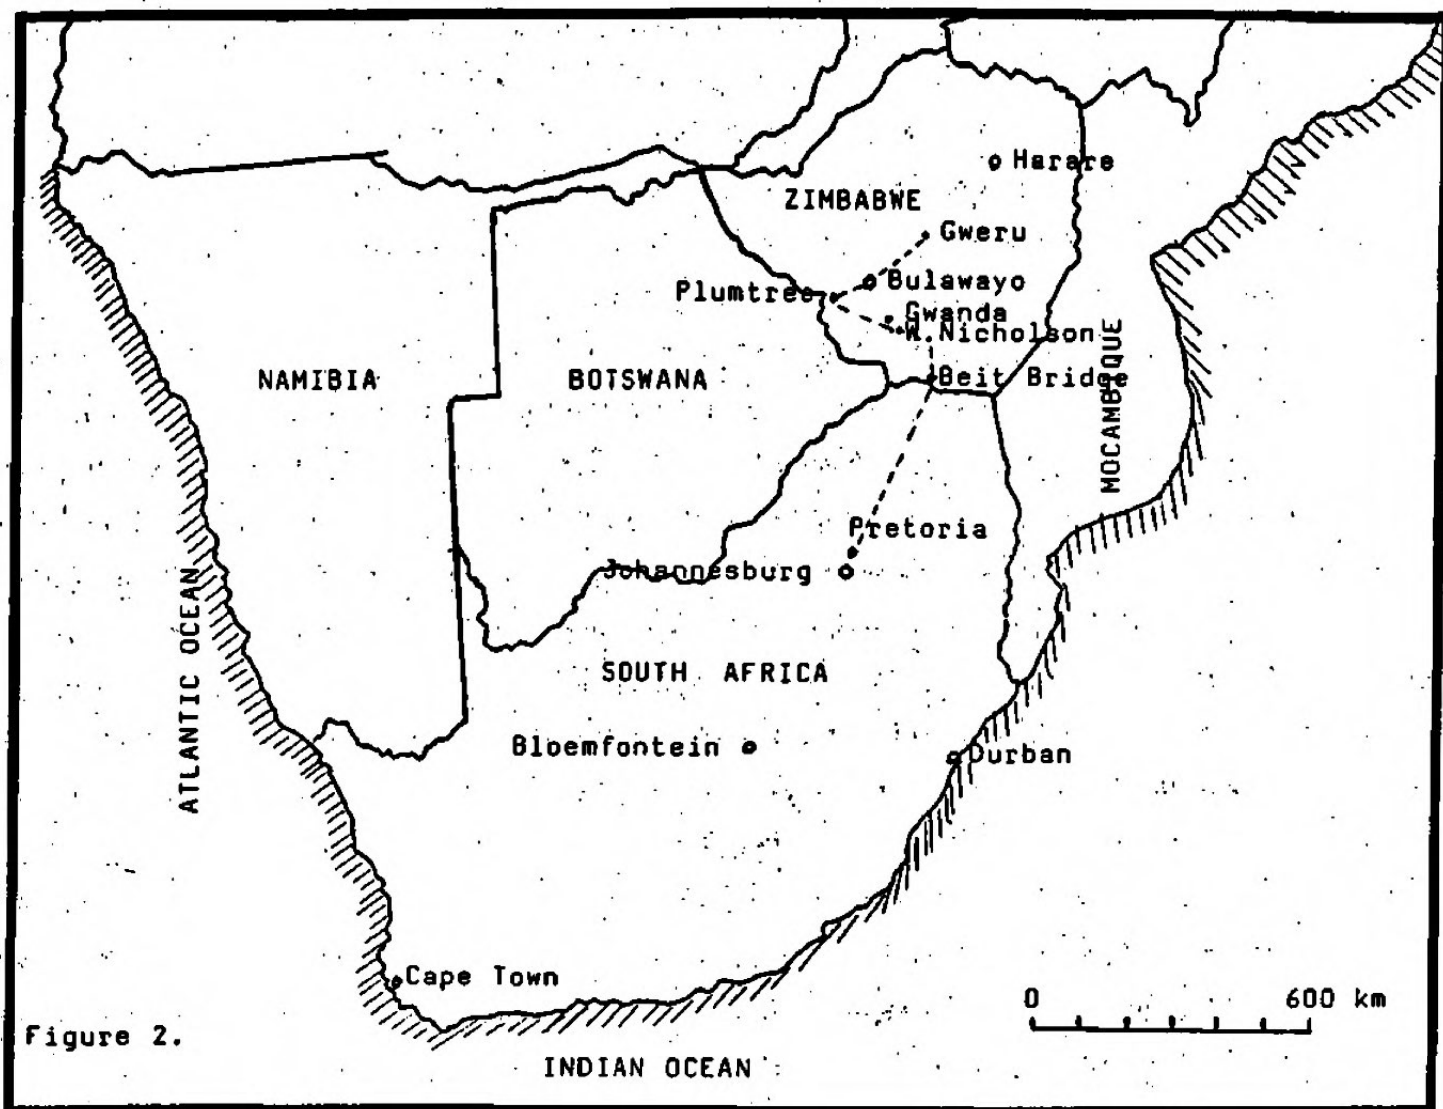 Harare
ZIMBABWE
Gweru
Bulawayo
Plumtree
Gwanda
W.Nicholson
NAMIBIA
BOTSWANA
Beit Bridge
MOCAMBIQUE
Pretoria
Johannesburg
ATLANTIC OCEAN
SOUTH AFRICA
Bloemfontein
Durban
Cape Town
0 600 km
Figure 2.
INDIAN OCEAN